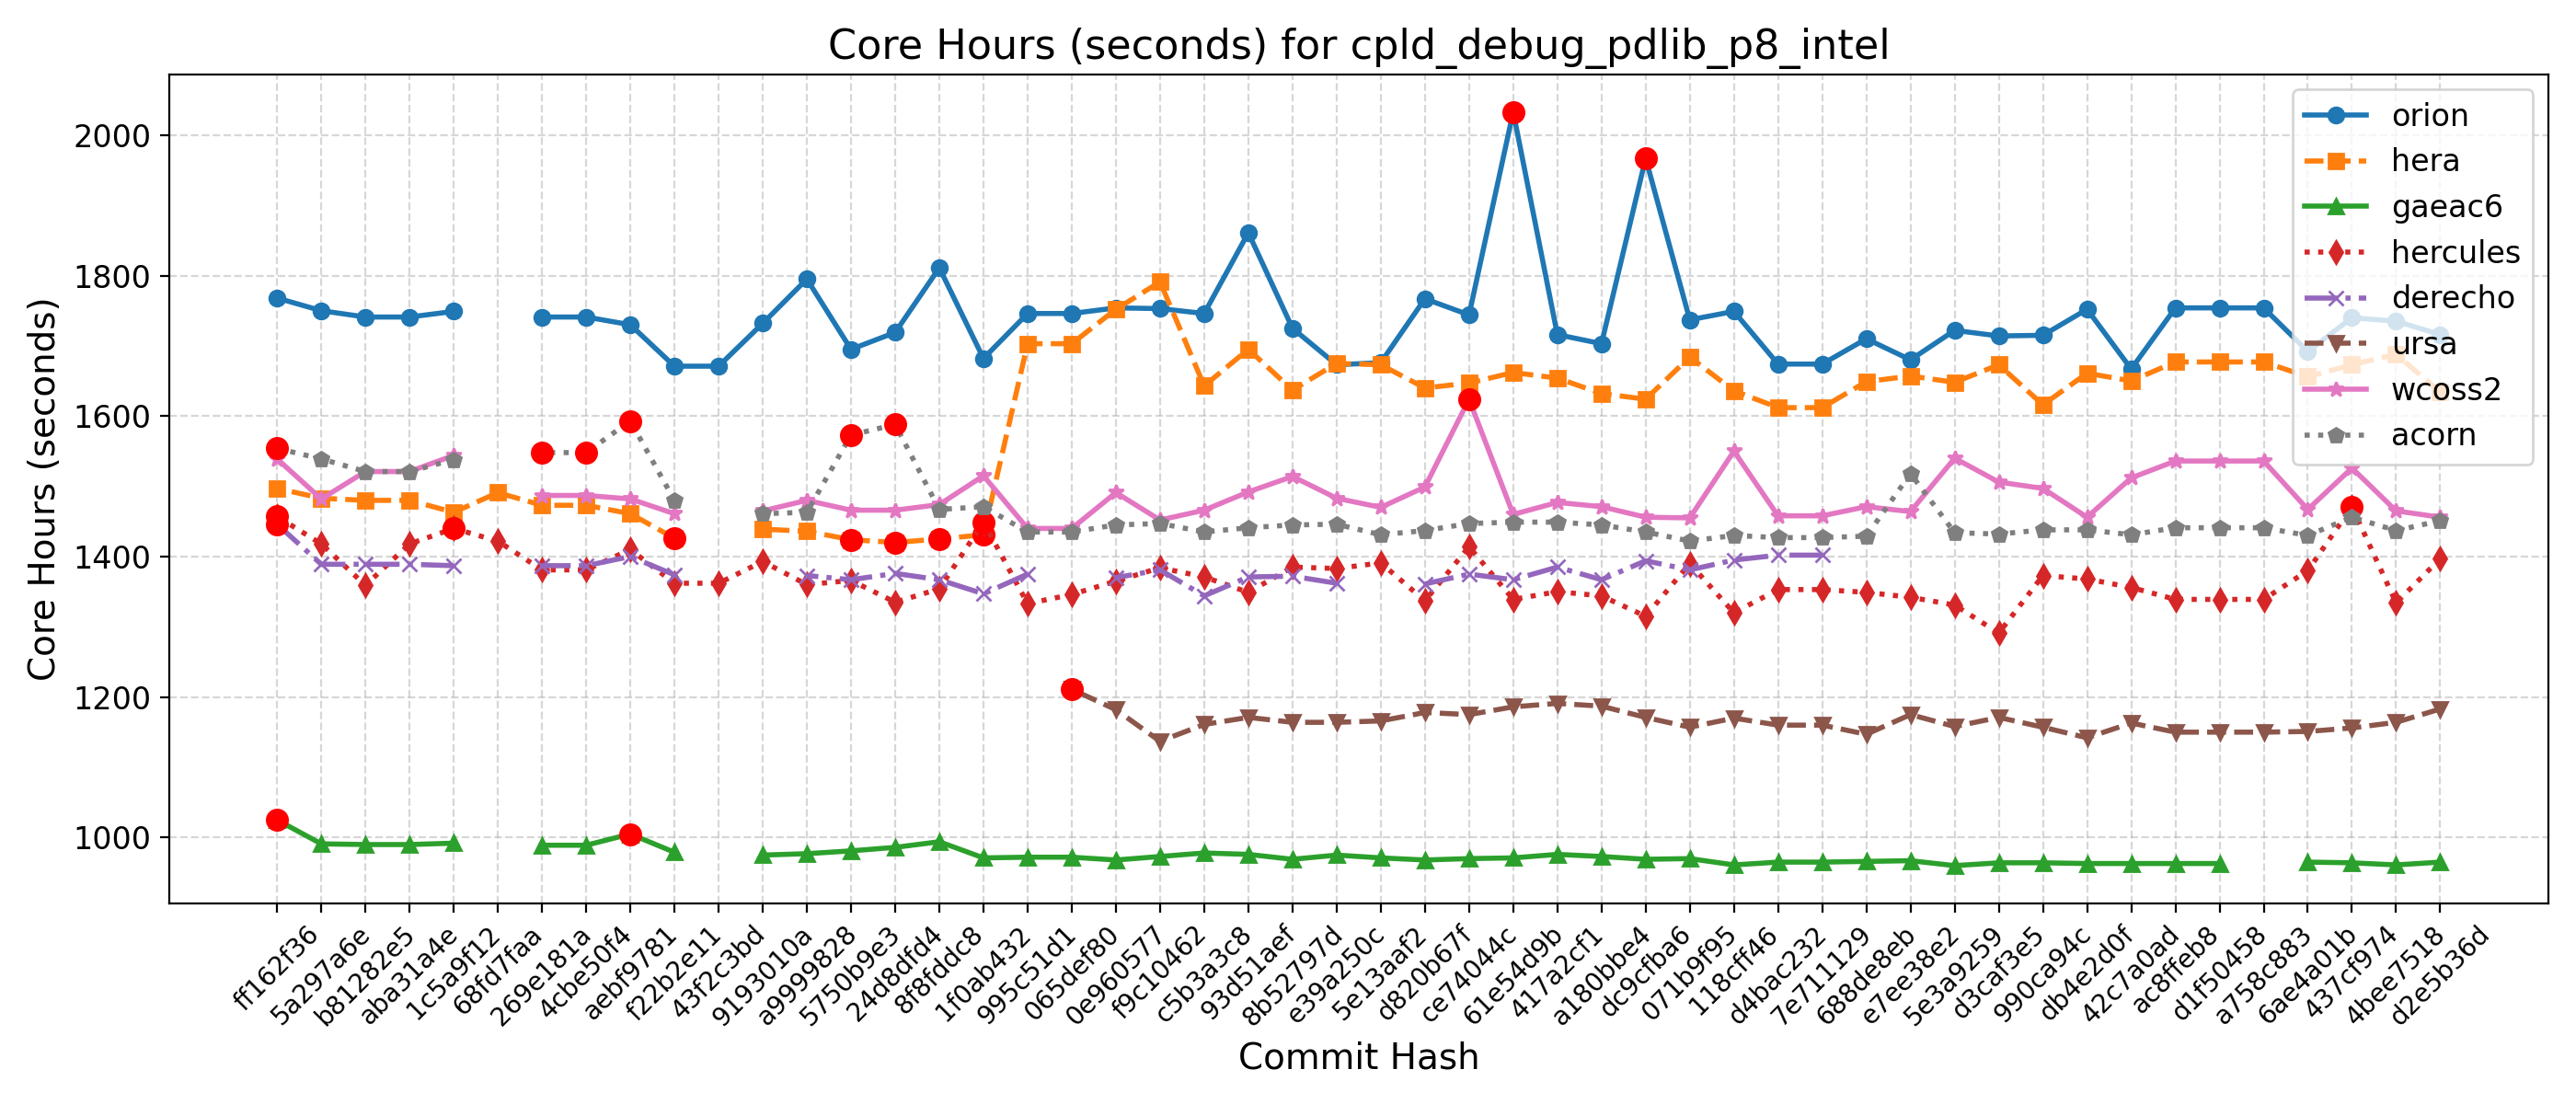 Core Hours (seconds) for cpld_debug_pdlib_p8_intel
Core Hours (seconds)
2000
1800
1600
1400
1200
1000
orion
hera
gaeac6
hercules
derecho
ursa
wcoss2
acorn
ff162f36
5a297a6e
b81282e5
aba31a4e
1c5a9f12
68fd7faa
269e181a
4cbe50f4
aebf9781
f22b2e11
43f2c3bd
9193010a
a9999828
5750b9e3
24d8dfd4
8f8fddc8
1f0ab432
995c51d1
065def80
0e960577
f9c10462
c5b3a3c8
93d51aef
8b52797d
e39a250c
5e13aaf2
d820b67f
ce74044c
61e54d9b
417a2cf1
a180bbe4
dc9cfba6
071b9f95
118cff46
d4bac232
7e711129
688de8eb
e7ee38e2
5e3a9259
d3caf3e5
990ca94c
db4e2d0f
42c7a0ad
ac8ffeb8
d1f50458
a758c883
6ae4a01b
437cf974
4bee7518
d2e5b36d
Commit Hash